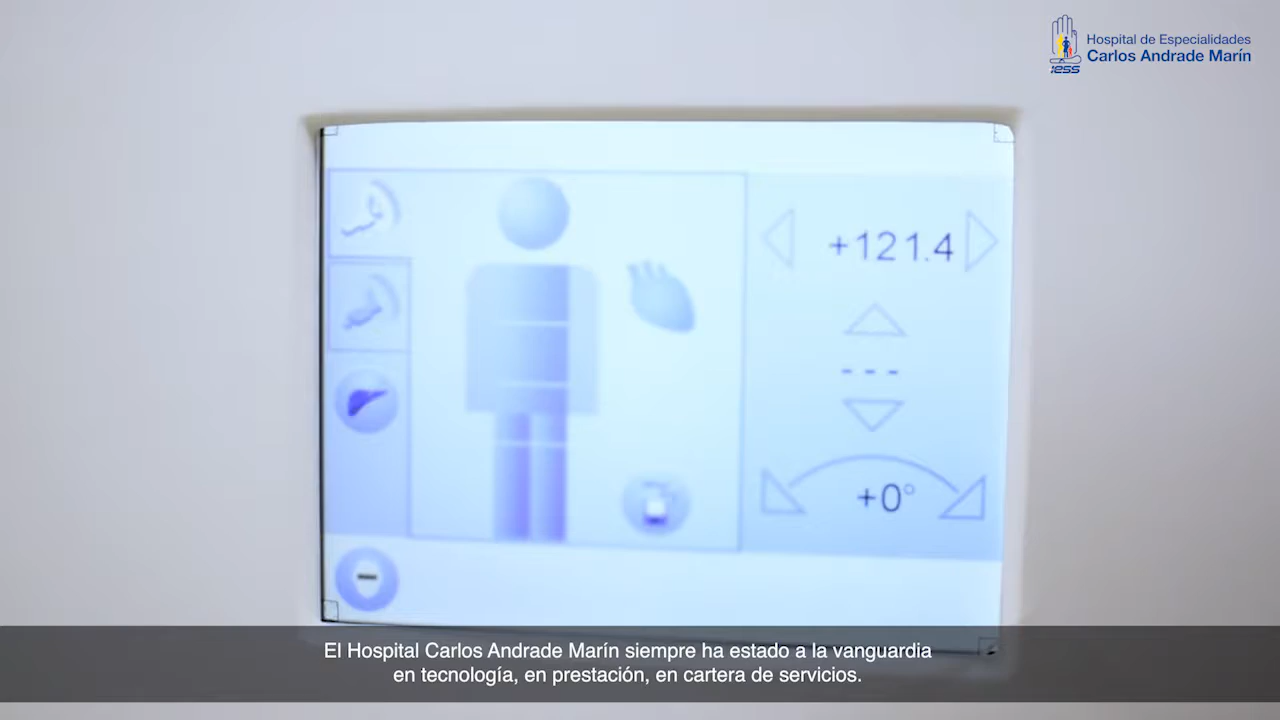 Hospital de Especialidades
Carlos Andrade Marín
IESS
+121.4
---
+0°
El Hospital Carlos Andrade Marín siempre ha estado a la vanguardia
en tecnología, en prestación, en cartera de servicios.